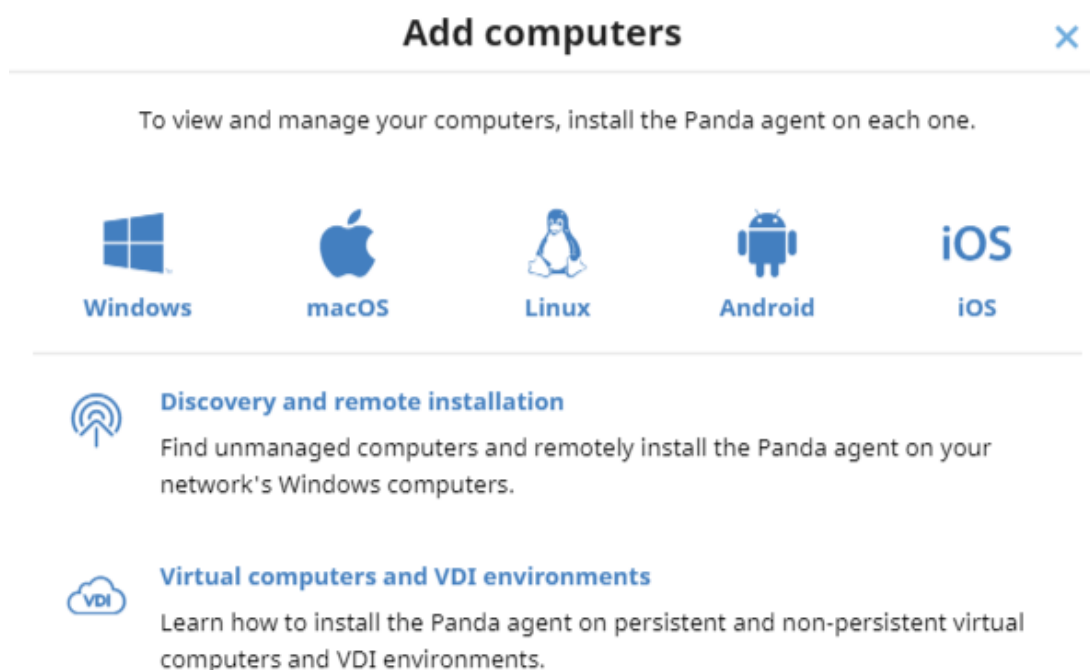 Add computers
To view and manage your computers, install the Panda agent on each one.
iOS
Windows macOS Linux Android iOS
Discovery and remote installation
Find unmanaged computers and remotely install the Panda agent on your
network's Windows computers.
Virtual computers and VDI environments
VDI
Learn how to install the Panda agent on persistent and non-persistent virtual
computers and VDI environments.